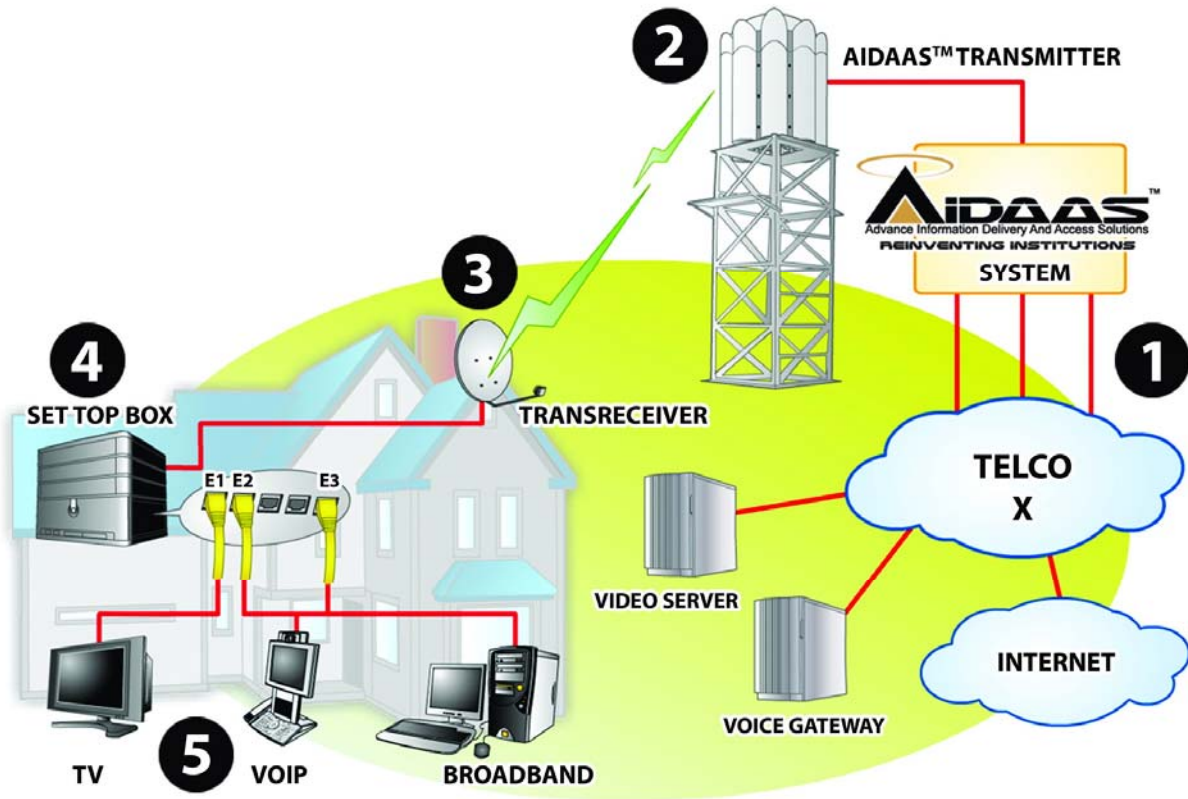 2
AIDAAS™ TRANSMITTER
AiDAAS™
Advance Information Delivery And Access Solutions
REINVENTING INSTITUTIONS
SYSTEM
3
1
4
SET TOP BOX
TRANSRECEIVER
E1 E2 E3
TELCO
X
VIDEO SERVER
INTERNET
VOICE GATEWAY
5
TV
VOIP
BROADBAND